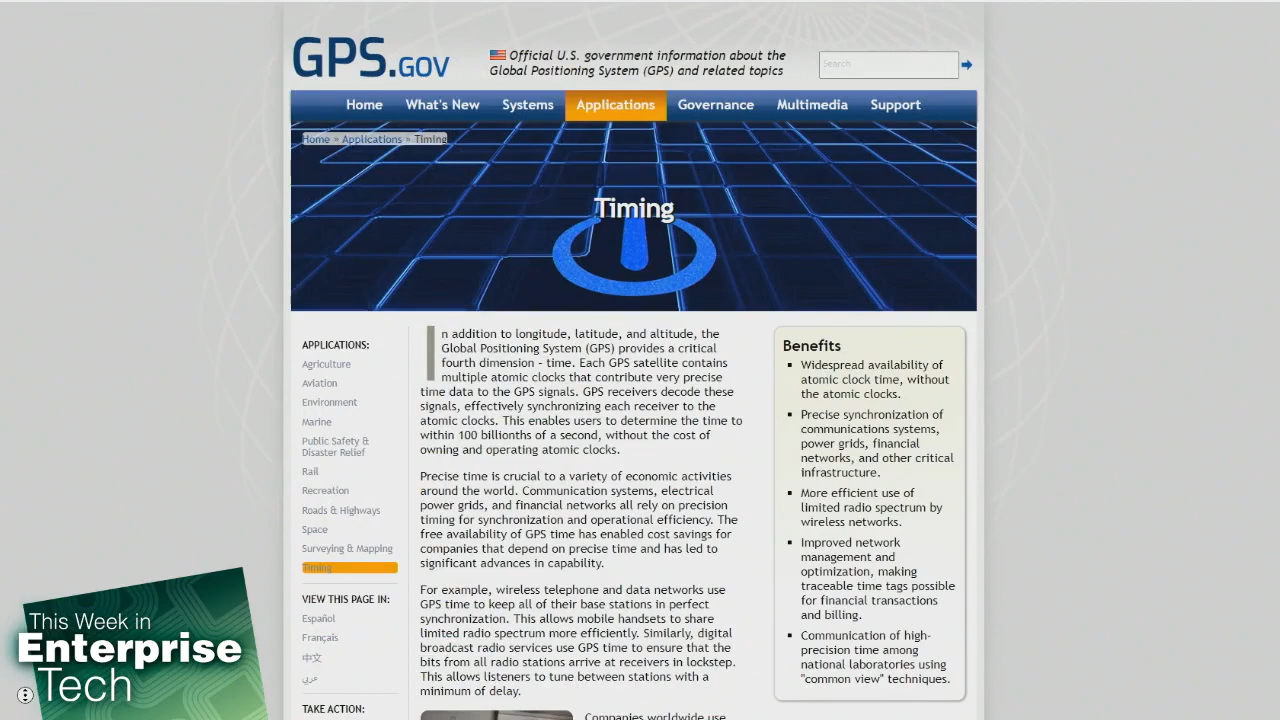 GPS.GOV
Official U.S. government information about the
Global Positioning System (GPS) and related topics
Search
Home What's New Systems Applications Governance Multimedia Support
Home » Applications » Timing
Timing
APPLICATIONS:
Agriculture
Aviation
Environment
Marine
Public Safety &
Disaster Relief
Rail
Recreation
Roads & Highways
Space
Surveying & Mapping
Timing
VIEW THIS PAGE IN:
Español
Français
中文
عربي
TAKE ACTION:
In addition to longitude, latitude, and altitude, the
Global Positioning System (GPS) provides a critical
fourth dimension – time. Each GPS satellite contains
multiple atomic clocks that contribute very precise
time data to the GPS signals. GPS receivers decode these
signals, effectively synchronizing each receiver to the
atomic clocks. This enables users to determine the time to
within 100 billionths of a second, without the cost of
owning and operating atomic clocks.
Precise time is crucial to a variety of economic activities
around the world. Communication systems, electrical
power grids, and financial networks all rely on precision
timing for synchronization and operational efficiency. The
free availability of GPS time has enabled cost savings for
companies that depend on precise time and has led to
significant advances in capability.
For example, wireless telephone and data networks use
GPS time to keep all of their base stations in perfect
synchronization. This allows mobile handsets to share
limited radio spectrum more efficiently. Similarly, digital
broadcast radio services use GPS time to ensure that the
bits from all radio stations arrive at receivers in lockstep.
This allows listeners to tune between stations with a
minimum of delay.
Companies worldwide use
Benefits
▪ Widespread availability of
atomic clock time, without
the atomic clocks.
▪ Precise synchronization of
communications systems,
power grids, financial
networks, and other critical
infrastructure.
▪ More efficient use of
limited radio spectrum by
wireless networks.
▪ Improved network
management and
optimization, making
traceable time tags possible
for financial transactions
and billing.
▪ Communication of high-
precision time among
national laboratories using
"common view" techniques.
This Week in
Enterprise
Tech